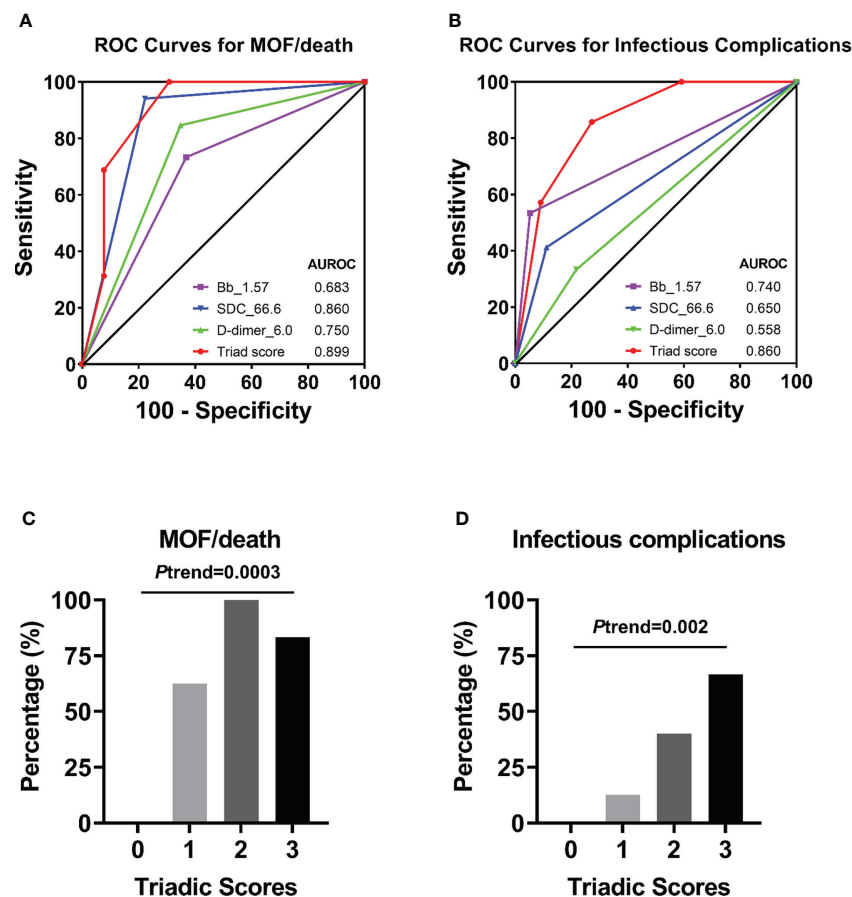 A
ROC Curves for MOF/death
100
80
60
40
20
0
Sensitivity
AUROC
Bb_1.57 0.683
SDC_66.6 0.860
D-dimer_6.0 0.750
Triad score 0.899
0 20 40 60 80 100
100 - Specificity
B
ROC Curves for Infectious Complications
100
80
60
40
20
0
Sensitivity
AUROC
Bb_1.57 0.740
SDC_66.6 0.650
D-dimer_6.0 0.558
Triad score 0.860
0 20 40 60 80 100
100 - Specificity
C
MOF/death
Ptrend=0.0003
100
75
50
25
0
Percentage (%)
0 1 2 3
Triadic Scores
D
Infectious complications
Ptrend=0.002
100
75
50
25
0
Percentage (%)
0 1 2 3
Triadic Scores